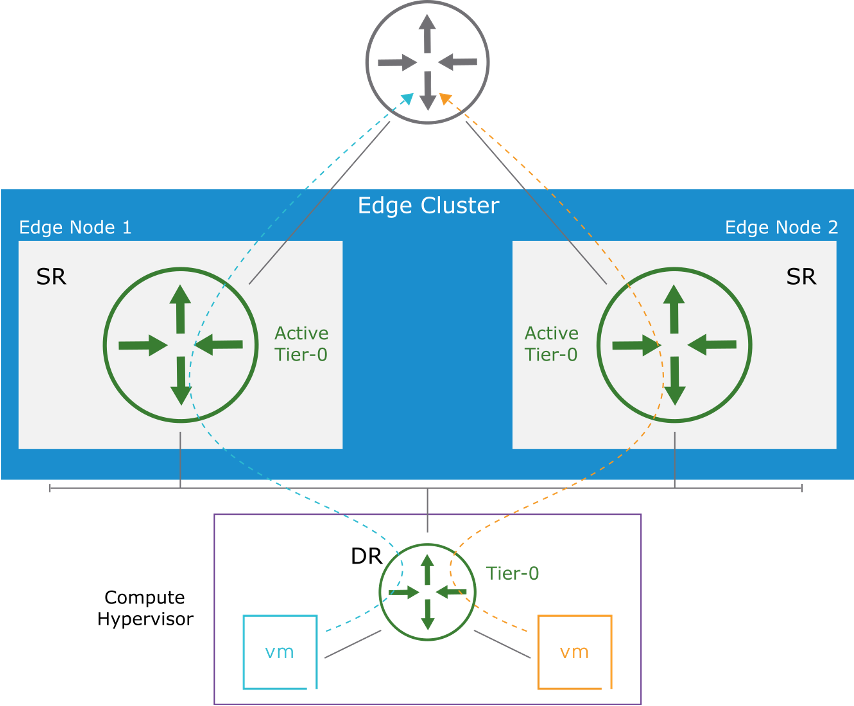 Edge Cluster
Edge Node 1
Edge Node 2
SR
SR
Active
Tier-0
Active
Tier-0
DR
Tier-0
Compute
Hypervisor
vm
vm